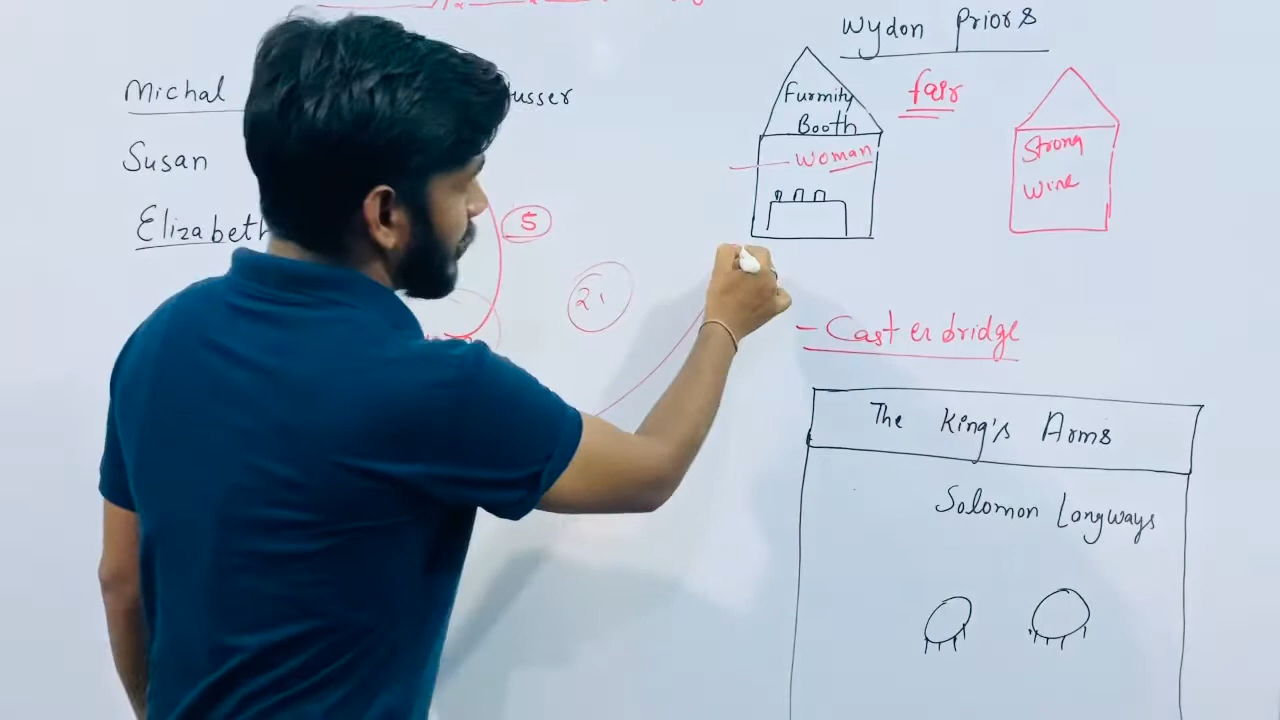 Wydon Priors
Michal usser
Furmity
Booth
fair
Susan
Woman
Strong
Wine
Elizabeth
5
21
- Casterbridge
The King's Arms
Solomon Longways